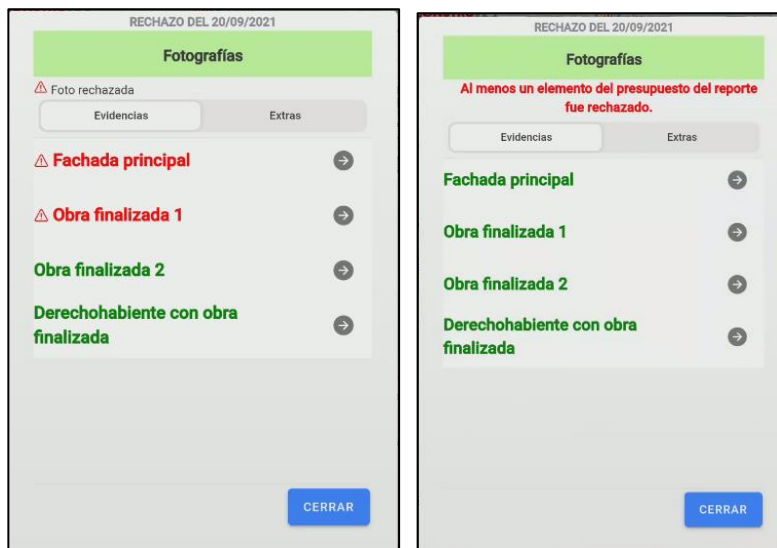 RECHAZO DEL 20/09/2021
Fotografías
Foto rechazada
Evidencias Extras
Fachada principal
Obra finalizada 1
Obra finalizada 2
Derechohabiente con obra
finalizada
CERRAR
RECHAZO DEL 20/09/2021
Fotografías
Al menos un elemento del presupuesto del reporte
fue rechazado.
Evidencias Extras
Fachada principal
Obra finalizada 1
Obra finalizada 2
Derechohabiente con obra
finalizada
CERRAR